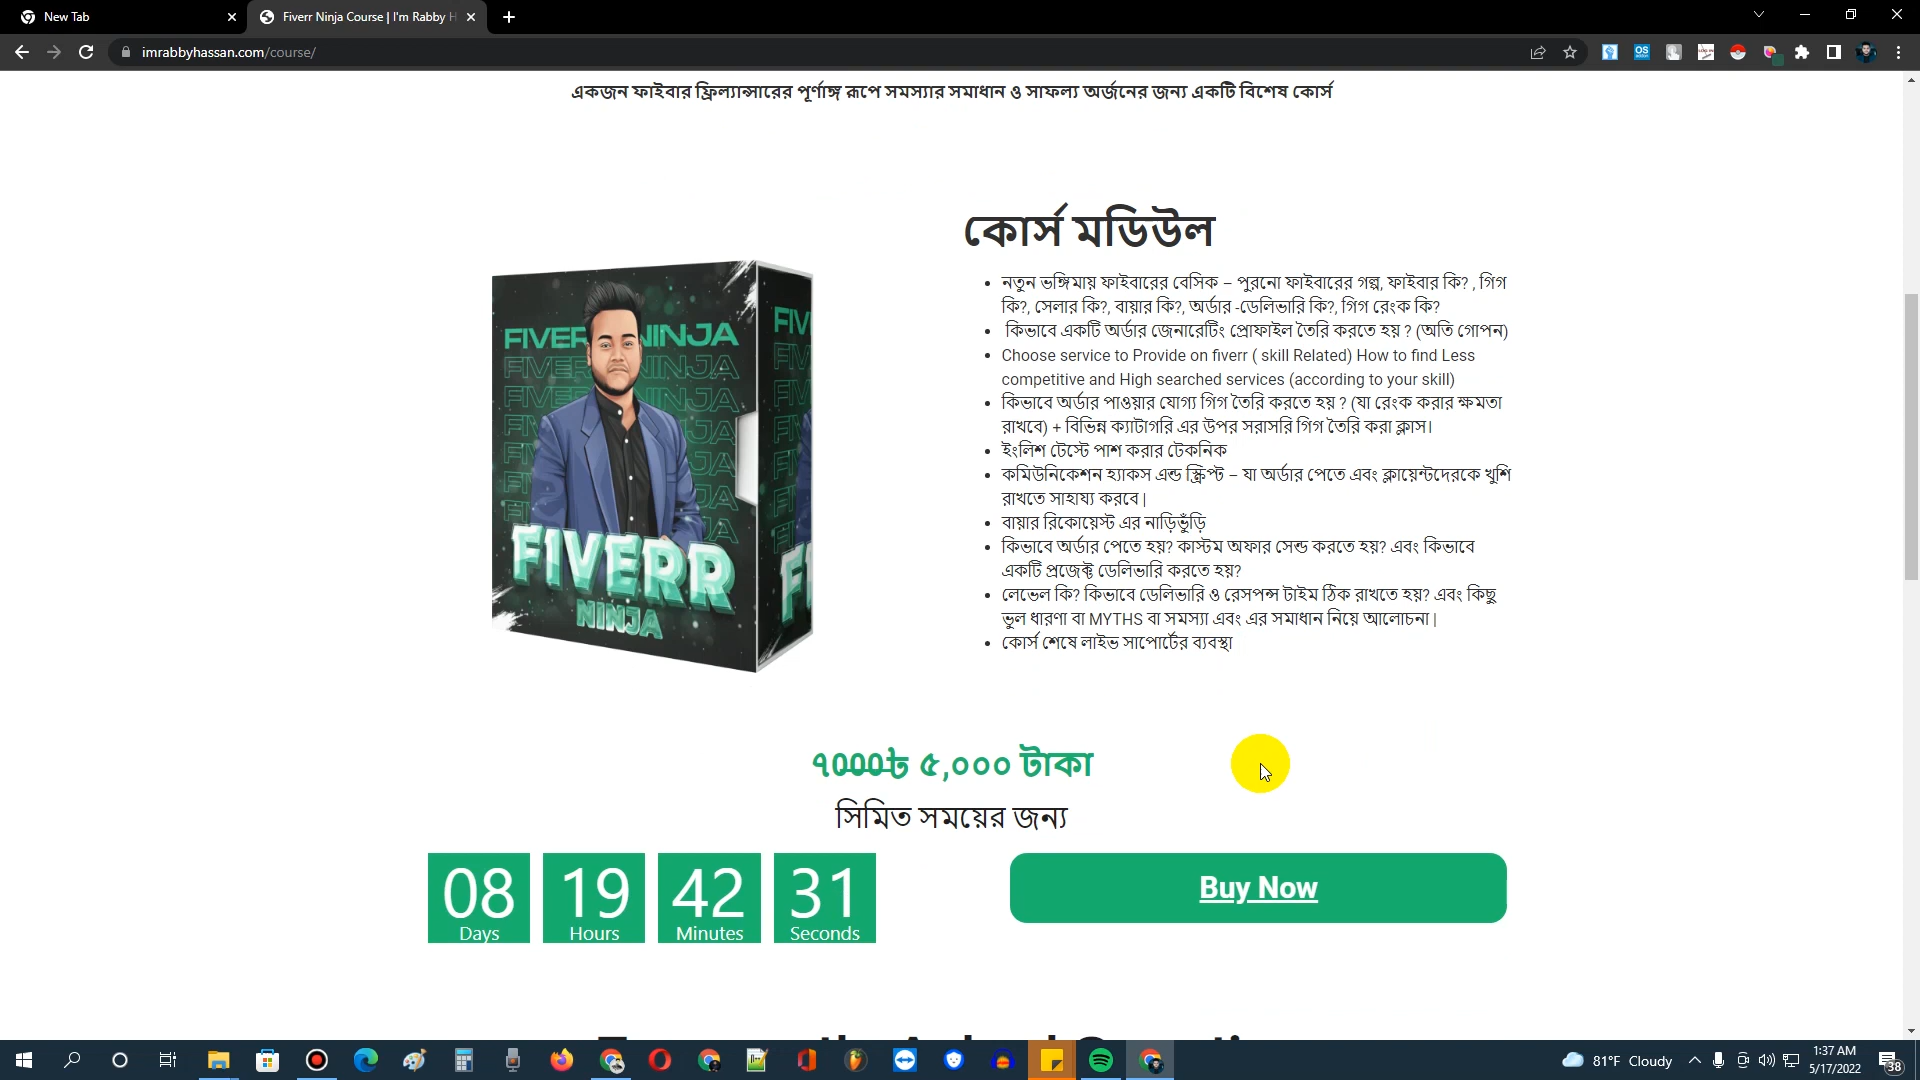 New Tab
Fiverr Ninja Course | I'm Rabby H
imrabbyhassan.com/course/
একজন ফাইবার ফ্রিল্যান্সারের পূর্ণাঙ্গ রূপে সমস্যার সমাধান ও সাফল্য অর্জনের জন্য একটি বিশেষ কোর্স
কোর্স মডিউল
নতুন ভঙ্গিমায় ফাইবারের বেসিক – পুরনো ফাইবারের গল্প, ফাইবার কি? , গিগ
কি?, সেলার কি?, বায়ার কি?, অর্ডার -ডেলিভারি কি?, গিগ রেংক কি?
কিভাবে একটি অর্ডার জেনারেটিং প্রোফাইল তৈরি করতে হয় ? (অতি গোপন)
Choose service to Provide on fiverr ( skill Related) How to find Less
competitive and High searched services (according to your skill)
কিভাবে অর্ডার পাওয়ার যোগ্য গিগ তৈরি করতে হয় ? (যা রেংক করার ক্ষমতা
রাখবে) + বিভিন্ন ক্যাটাগরি এর উপর সরাসরি গিগ তৈরি করা ক্লাস।
ইংলিশ টেস্টে পাশ করার টেকনিক
কমিউনিকেশন হ্যাকস এন্ড স্ক্রিপ্ট – যা অর্ডার পেতে এবং ক্লায়েন্টদেরকে খুশি
রাখতে সাহায্য করবে |
বায়ার রিকোয়েস্ট এর নাড়িভুঁড়ি
কিভাবে অর্ডার পেতে হয়? কাস্টম অফার সেন্ড করতে হয়? এবং কিভাবে
একটি প্রজেক্ট ডেলিভারি করতে হয়?
লেভেল কি? কিভাবে ডেলিভারি ও রেসপন্স টাইম ঠিক রাখতে হয়? এবং কিছু
ভুল ধারণা বা MYTHS বা সমস্যা এবং এর সমাধান নিয়ে আলোচনা |
কোর্স শেষে লাইভ সাপোর্টের ব্যবস্থা
FIVERR
NINJA
৭000৳ ৫,০০০ টাকা
সিমিত সময়ের জন্য
08 19 42 31
Days Hours Minutes Seconds
Buy Now
81°F Cloudy
1:37 AM
5/17/2022
38